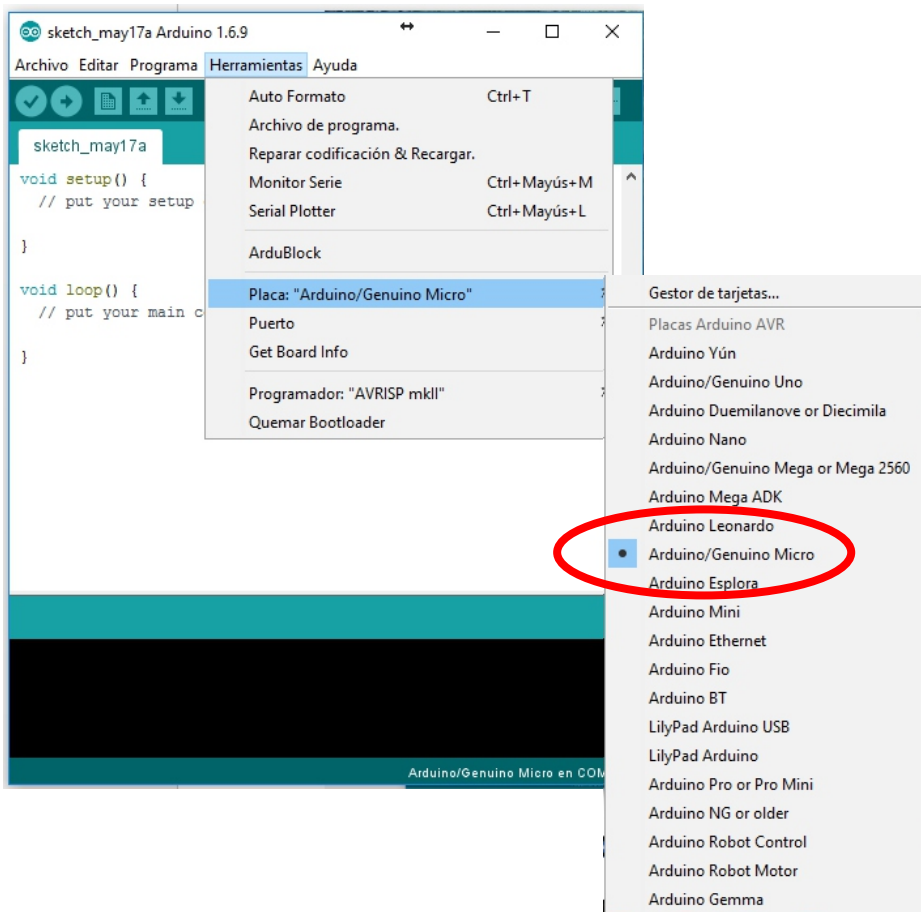 sketch_may17a Arduino 1.6.9
Archivo Editar Programa Herramientas Ayuda
sketch_may17a
void setup() {
// put your setup
}
void loop() {
// put your main c
}
Auto Formato Ctrl+T
Archivo de programa.
Reparar codificación & Recargar.
Monitor Serie Ctrl+Mayús+M
Serial Plotter Ctrl+Mayús+L
ArduBlock
Placa: "Arduino/Genuino Micro"
Puerto
Get Board Info
Programador: "AVRISP mkII"
Quemar Bootloader
Gestor de tarjetas...
Placas Arduino AVR
Arduino Yún
Arduino/Genuino Uno
Arduino Duemilanove or Diecimila
Arduino Nano
Arduino/Genuino Mega or Mega 2560
Arduino Mega ADK
Arduino Leonardo
Arduino/Genuino Micro
Arduino Esplora
Arduino Mini
Arduino Ethernet
Arduino Fio
Arduino BT
LilyPad Arduino USB
LilyPad Arduino
Arduino Pro or Pro Mini
Arduino NG or older
Arduino Robot Control
Arduino Robot Motor
Arduino Gemma
Arduino/Genuino Micro en COM